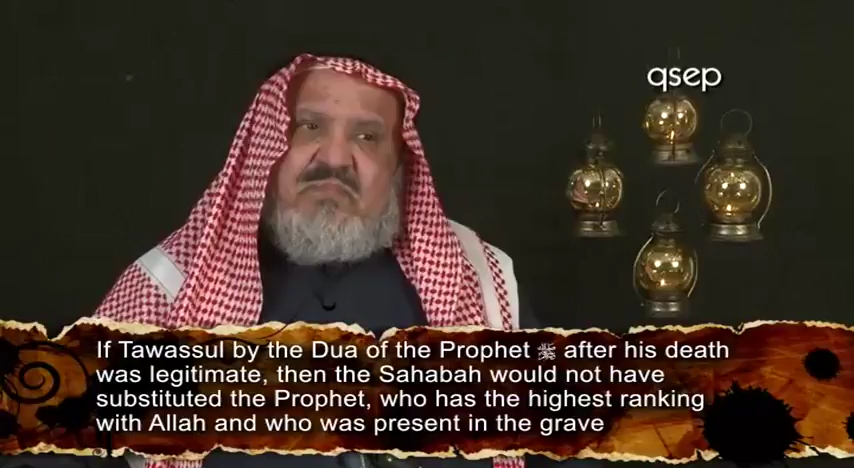 qsep
If Tawassul by the Dua of the Prophet ﷺ after his death
was legitimate, then the Sahabah would not have
substituted the Prophet, who has the highest ranking
with Allah and who was present in the grave